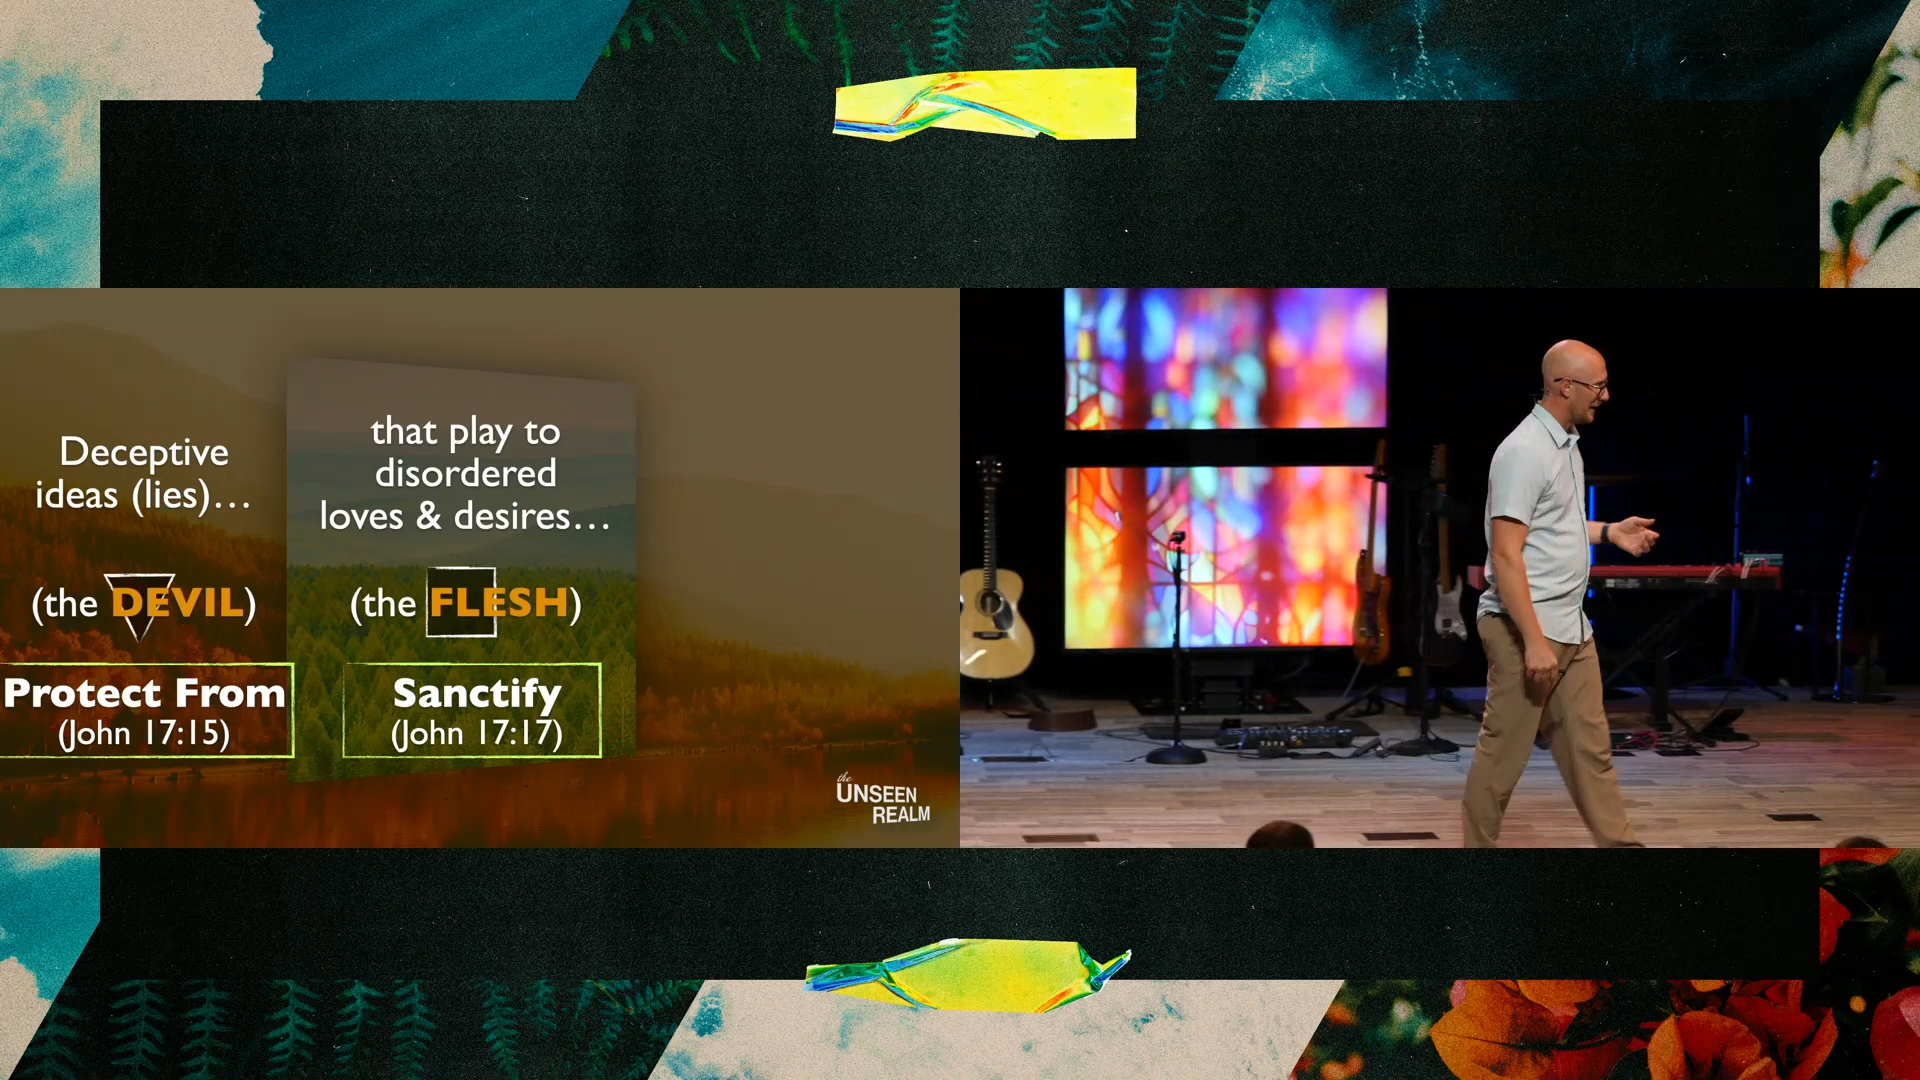 Deceptive
ideas (lies)…
(the DEVIL)
Protect From
(John 17:15)
that play to
disordered
loves & desires…
(the FLESH)
Sanctify
(John 17:17)
the
UNSEEN
REALM